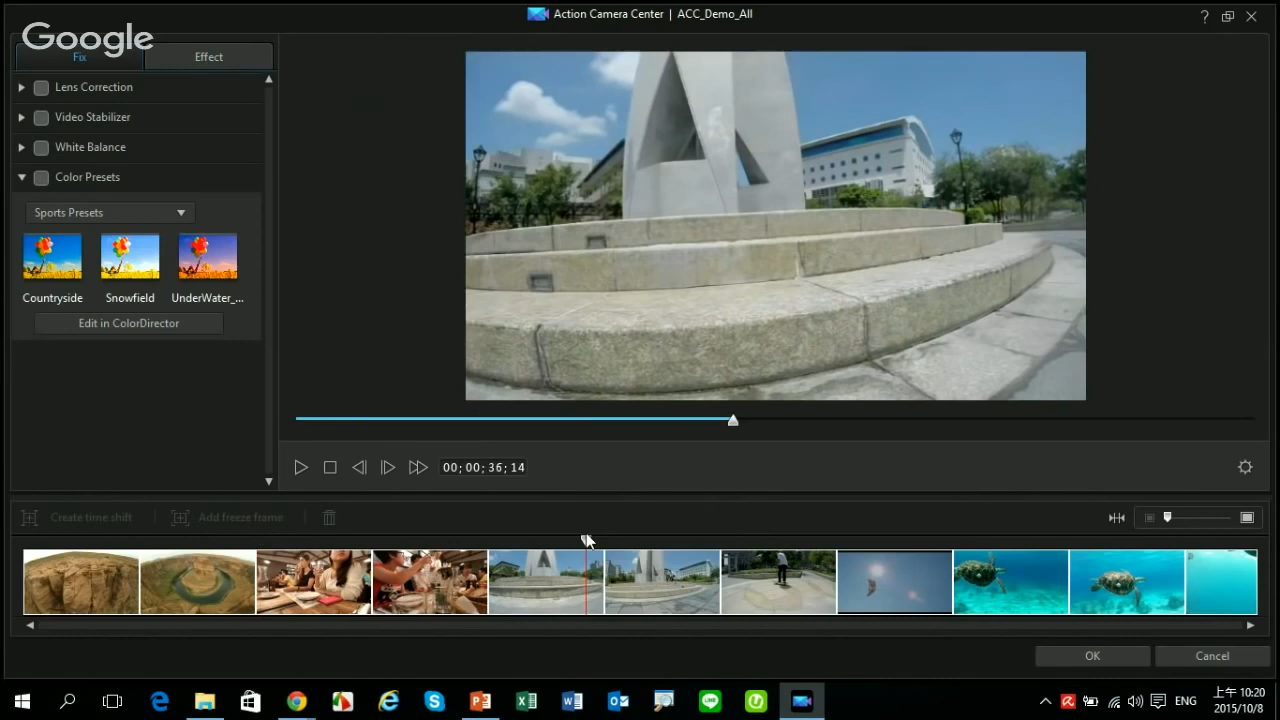 Action Camera Center | ACC_Demo_All
?
Google
Fix
Effect
Lens Correction
Video Stabilizer
White Balance
Color Presets
Sports Presets
Countryside
Snowfield
UnderWater_...
Edit in ColorDirector
00;00;36;14
Create time shift
Add freeze frame
OK
Cancel
ENG
上午 10:20
2015/10/8